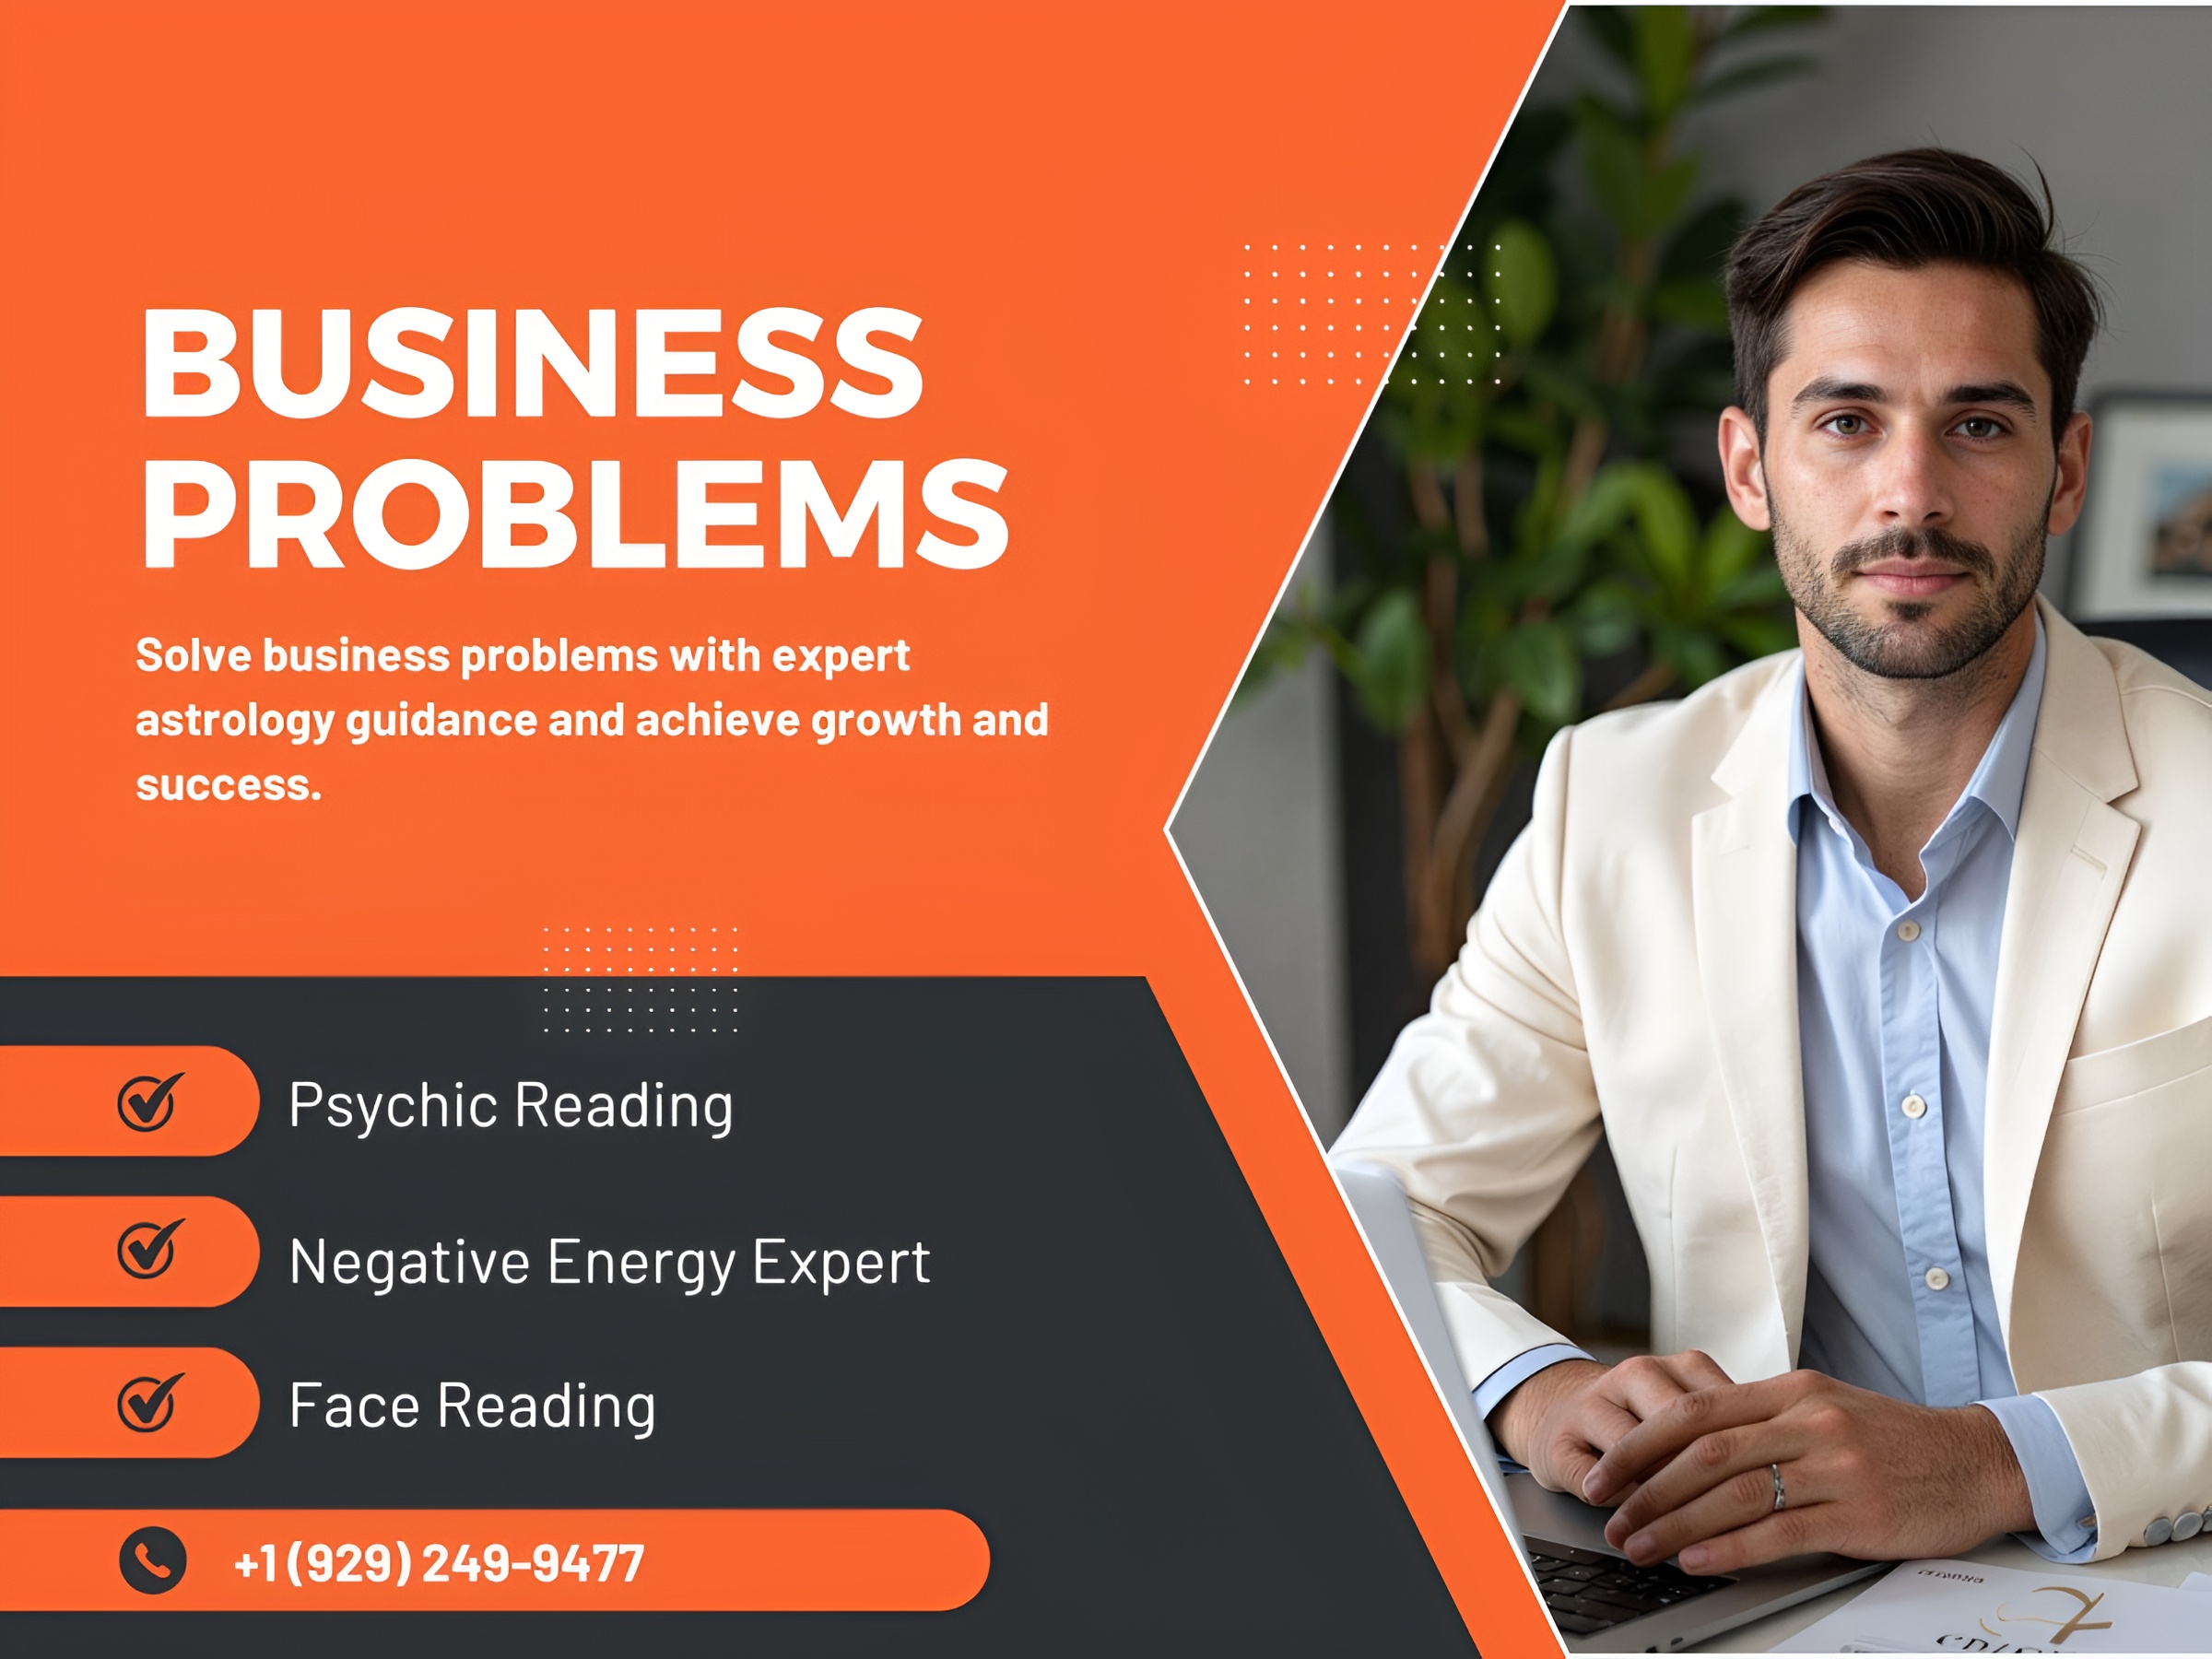 BUSINESS
PROBLEMS
Solve business problems with expert
astrology guidance and achieve growth and
success.
Psychic Reading
Negative Energy Expert
Face Reading
+1 (929) 249-9477